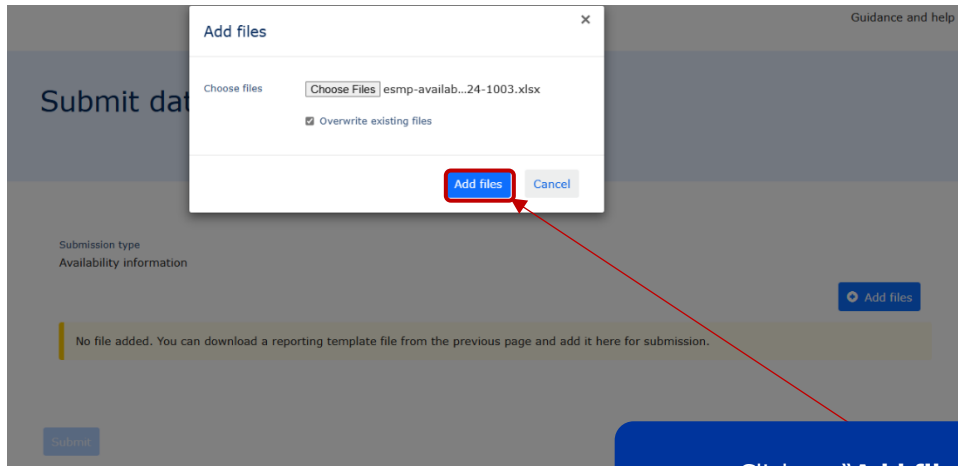 Guidance and help
Add files
×
Submit dat
Choose files
Choose Files esmp-availab...24-1003.xlsx
Overwrite existing files
Add files Cancel
Submission type
Availability information
Add files
No file added. You can download a reporting template file from the previous page and add it here for submission.
Submit